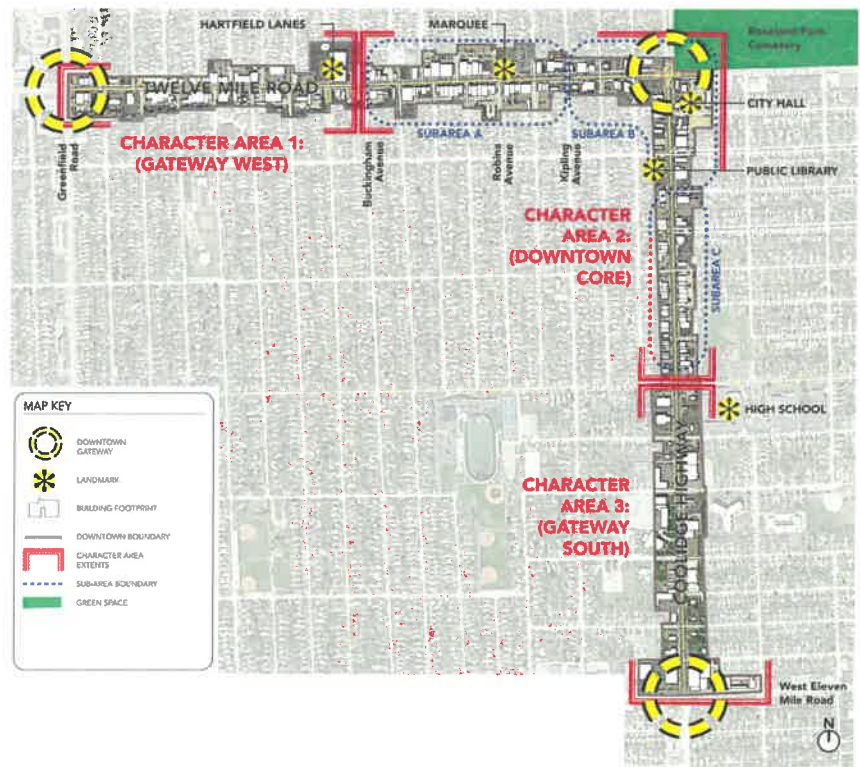 HARTFIELD LANES
MARQUEE
Roseland Park
Cemetery
TWELVE MILE ROAD
CITY HALL
Greenfield
Road
CHARACTER AREA 1:
(GATEWAY WEST)
Buckingham
Avenue
SUBAREA A
Robina
Avenue
Kipling
Avenue
SUBAREA B
PUBLIC LIBRARY
CHARACTER
AREA 2:
(DOWNTOWN
CORE)
SUBAREA C
HIGH SCHOOL
COOLIDGE HIGHWAY
CHARACTER
AREA 3:
(GATEWAY
SOUTH)
West Eleven
Mile Road
N
MAP KEY
DOWNTOWN
GATEWAY
LANDMARK
BUILDING FOOTPRINT
DOWNTOWN BOUNDARY
CHARACTER AREA
EXTENTS
SUB-AREA BOUNDARY
GREEN SPACE